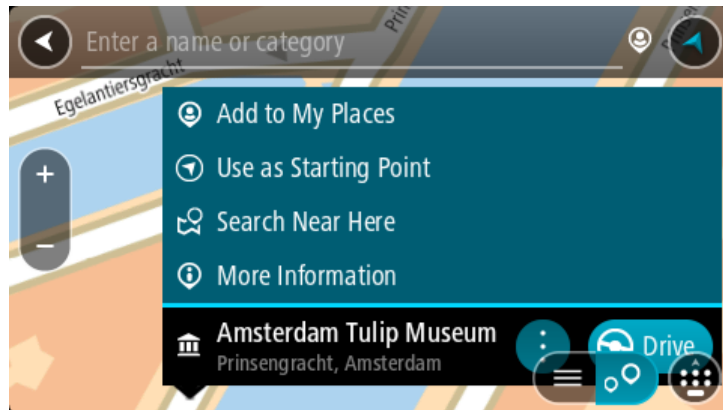 Enter a name or category
Egelantiersgracht
Add to My Places
Use as Starting Point
Search Near Here
More Information
Amsterdam Tulip Museum
Prinsengracht, Amsterdam
Drive